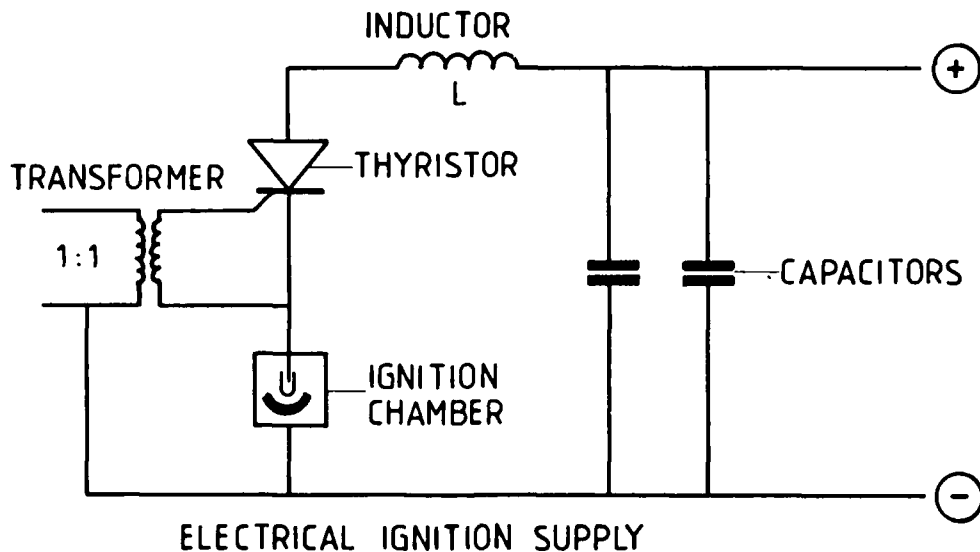 INDUCTOR
L
+
THYRISTOR
TRANSFORMER
1:1
CAPACITORS
IGNITION
CHAMBER
-
ELECTRICAL IGNITION SUPPLY